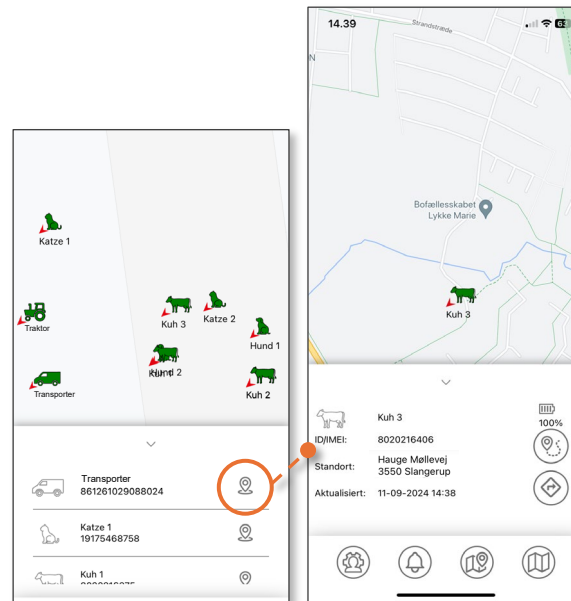 Katze 1
Traktor
Kuh 3
Katze 2
Hund 1
Hund 2
Transporter
Kuh 2
Transporter
861261029088024
Katze 1
19175468758
Kuh 1
14.39
63
Strandstræde
N
Bofællesskabet
Lykke Marie
Kuh 3
Kuh 3
100%
ID/IMEI: 8020216406
Standort: Hauge Møllevej
3550 Slangerup
Aktualisiert: 11-09-2024 14:38